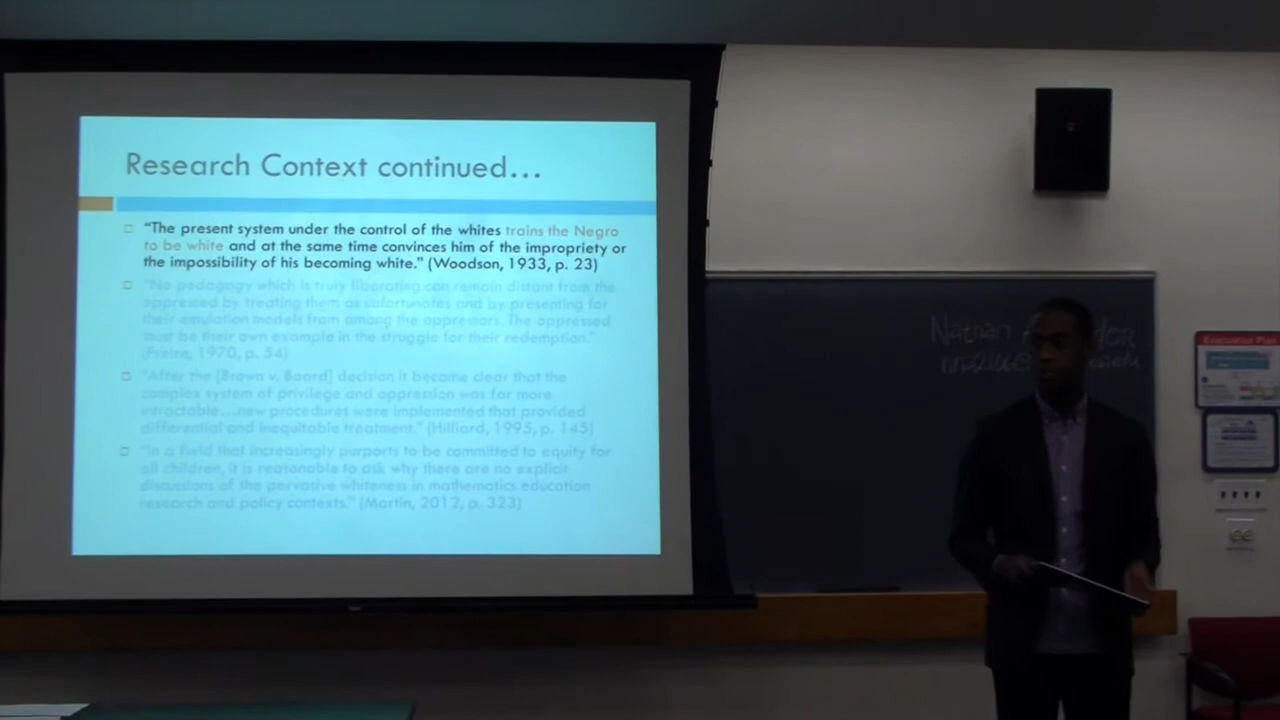 Research Context continued…
“The present system under the control of the whites trains the Negro
to be white and at the same time convinces him of the impropriety or
the impossibility of his becoming white.” (Woodson, 1933, p. 23)
“No pedagogy which is truly liberating can remain distant from the
oppressed by treating them as unfortunates and by presenting for
their emulation models from among the oppressors. The oppressed
must be their own example in the struggle for their redemption.”
(Freire, 1970, p. 54)
“After the [Brown v. Board] decision it became clear that the
complex system of privilege and oppression was far more
intractable….new procedures were implemented that provided
differential and inequitable treatment.” (Hilliard, 1995, p. 145)
“In a field that increasingly purports to be committed to equity for
all children, it is reasonable to ask why there are no explicit
discussions of the pervasive whiteness in mathematics education
research and policy contexts.” (Martin, 2012, p. 323)
Nathan
Evacuation Plan